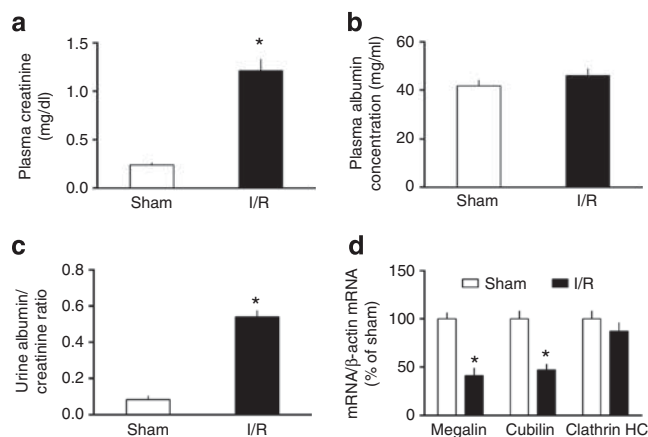 a
Plasma creatinine
(mg/dl)
1.5
1.0
0.5
0.0
*
Sham
I/R
b
Plasma albumin
concentration (mg/ml)
60
40
20
0
Sham
I/R
c
Urine albumin/
creatinine ratio
0.8
0.6
0.4
0.2
0.0
*
Sham
I/R
d
mRNA/β-actin mRNA
(% of sham)
150
100
50
0
Sham
I/R
*
*
Megalin
Cubilin
Clathrin HC